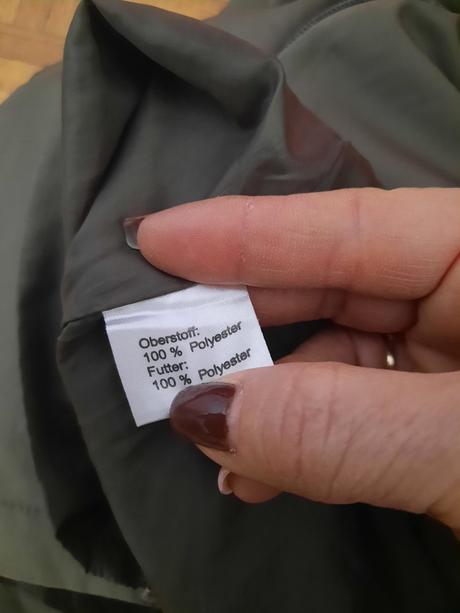 Oberstoff:
100 % Polyester
Futter:
100 % Polyester